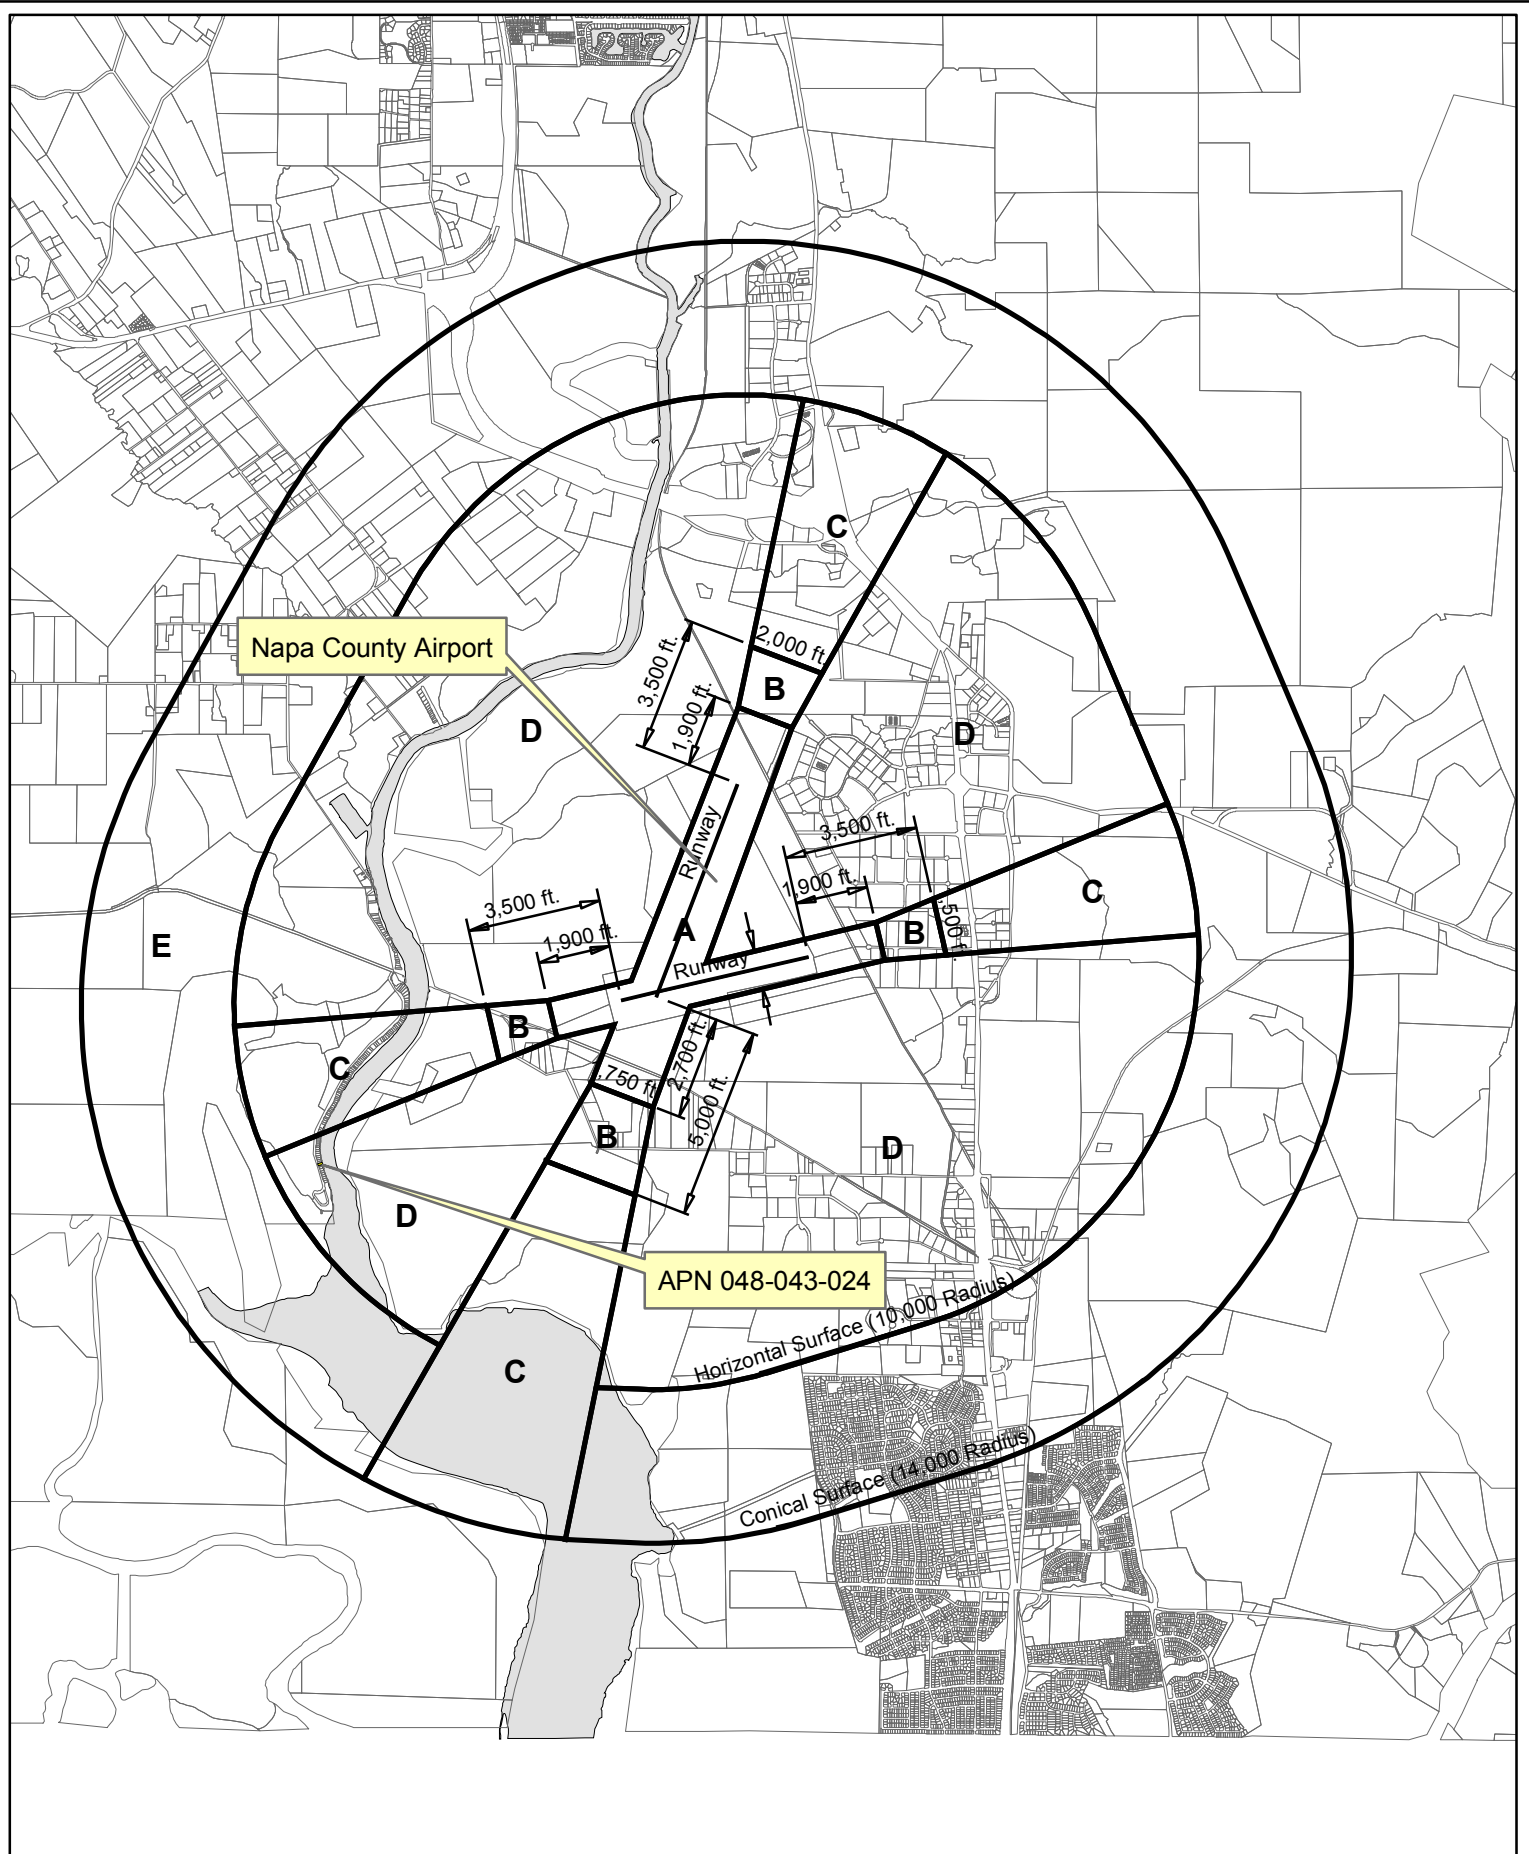 C
Napa County Airport
2,000 ft.
3,500 ft.
B
1,900 ft.
D
D
Runway
3,500 ft.
1,900 ft.
C
3,500 ft.
,500 ft.
B
A
E
1,900 ft.
Runway
B
C
2,700 ft.
,750 ft
5,000 ft.
B
D
D
APN 048-043-024
Horizontal Surface (10,000 Radius)
C
Conical Surface (14,000 Radius)